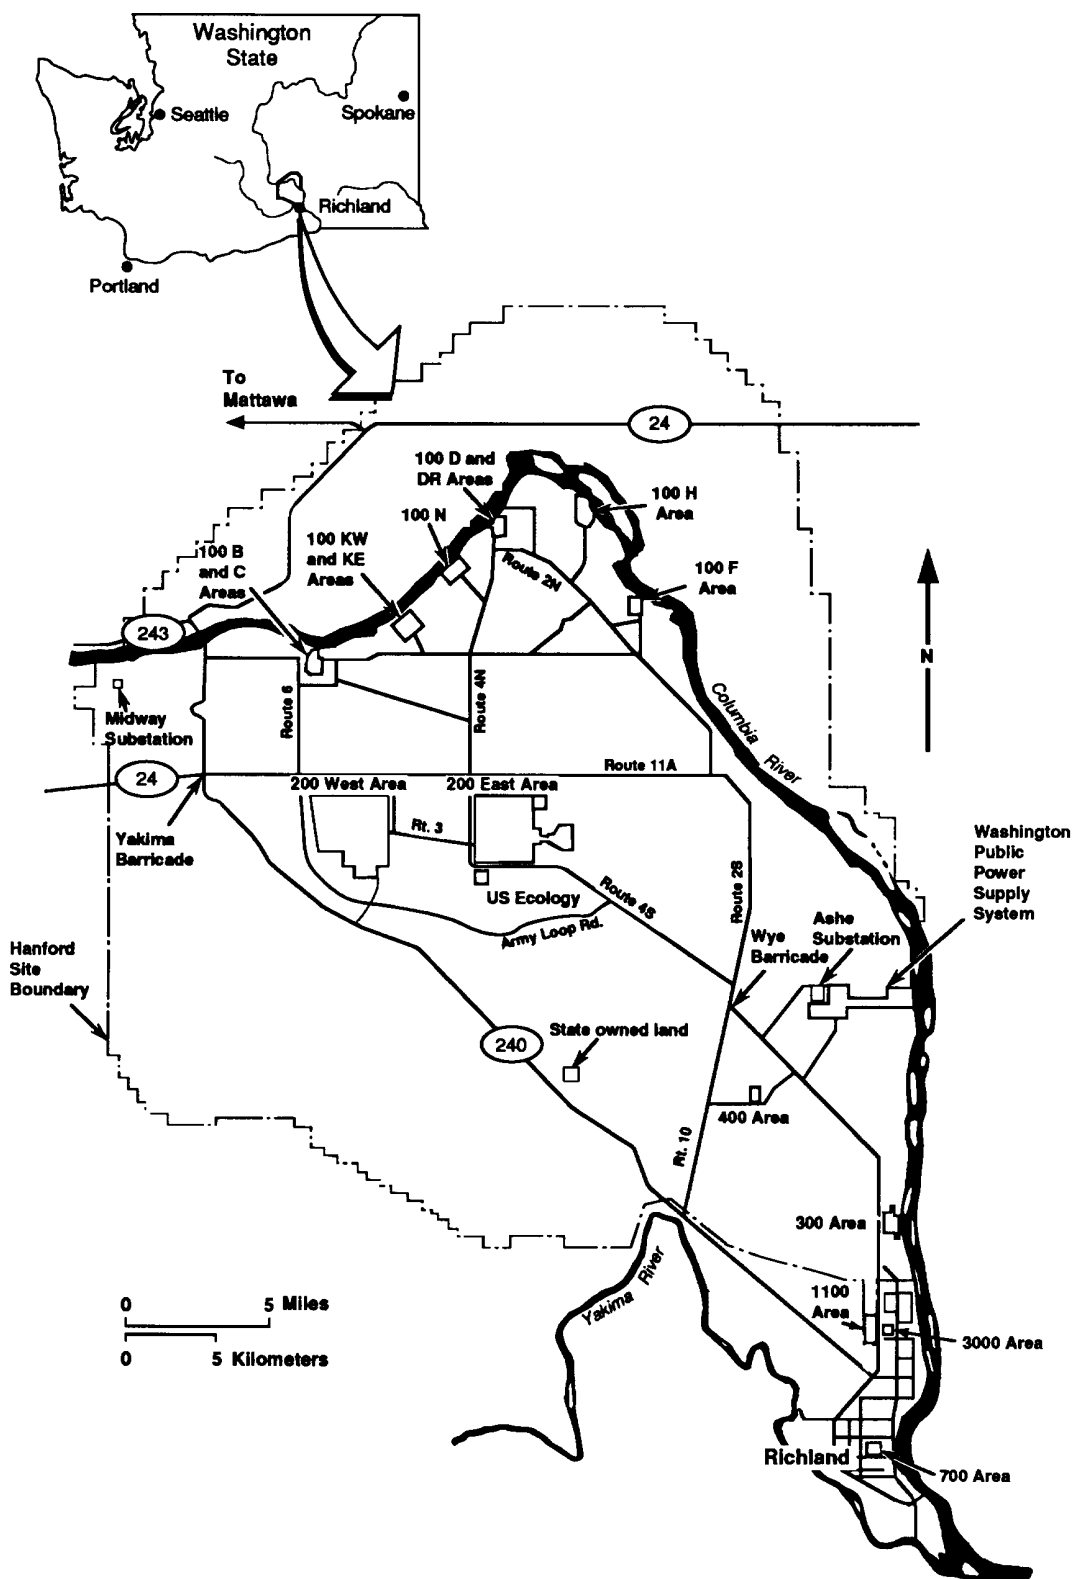 Washington
State
Seattle
Spokane
Richland
Portland
To
Mattawa
24
100 D and
DR Areas
100 H
Area
100 N
100 KW
and KE
Areas
100 B
and C
Areas
Route 2N
100 F
Area
243
N
Midway
Substation
Route 6
Route 4N
Columbia
River
24
Route 11A
200 West Area
200 East Area
Yakima
Barricade
Rt. 3
US Ecology
Route 4S
Route 2S
Army Loop Rd.
Washington
Public
Power
Supply
System
Ashe
Substation
Wye
Barricade
Hanford
Site
Boundary
240
State owned land
400 Area
Rt. 10
300 Area
Yakima River
1100
Area
3000 Area
0 5 Miles
0 5 Kilometers
Richland
700 Area